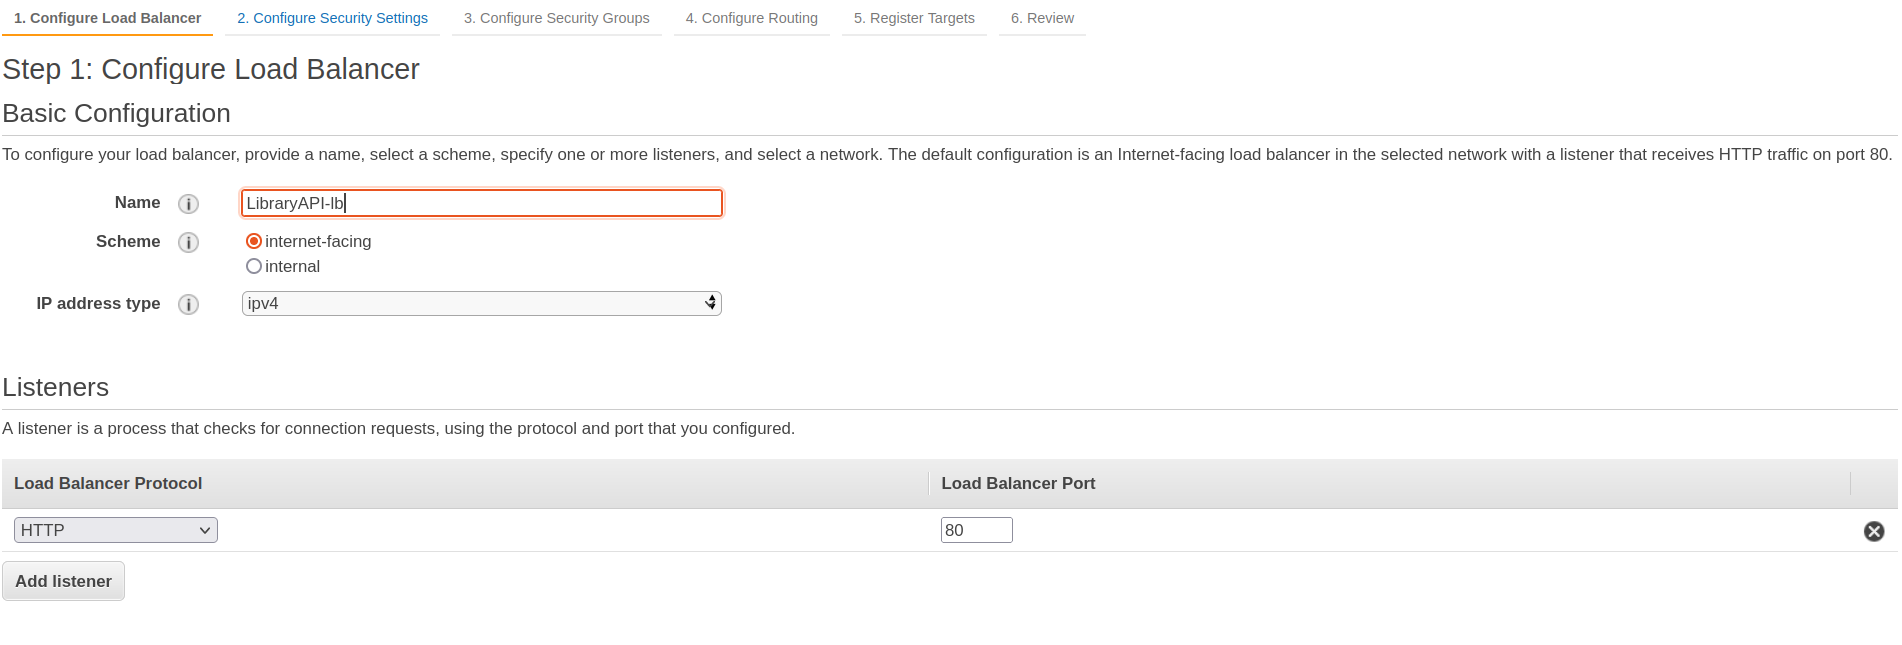 1. Configure Load Balancer 2. Configure Security Settings 3. Configure Security Groups 4. Configure Routing 5. Register Targets 6. Review
Step 1: Configure Load Balancer
Basic Configuration
To configure your load balancer, provide a name, select a scheme, specify one or more listeners, and select a network. The default configuration is an Internet-facing load balancer in the selected network with a listener that receives HTTP traffic on port 80.
Name LibraryAPI-lb
Scheme internet-facing
internal
IP address type ipv4
Listeners
A listener is a process that checks for connection requests, using the protocol and port that you configured.
Load Balancer Protocol Load Balancer Port
HTTP 80
Add listener